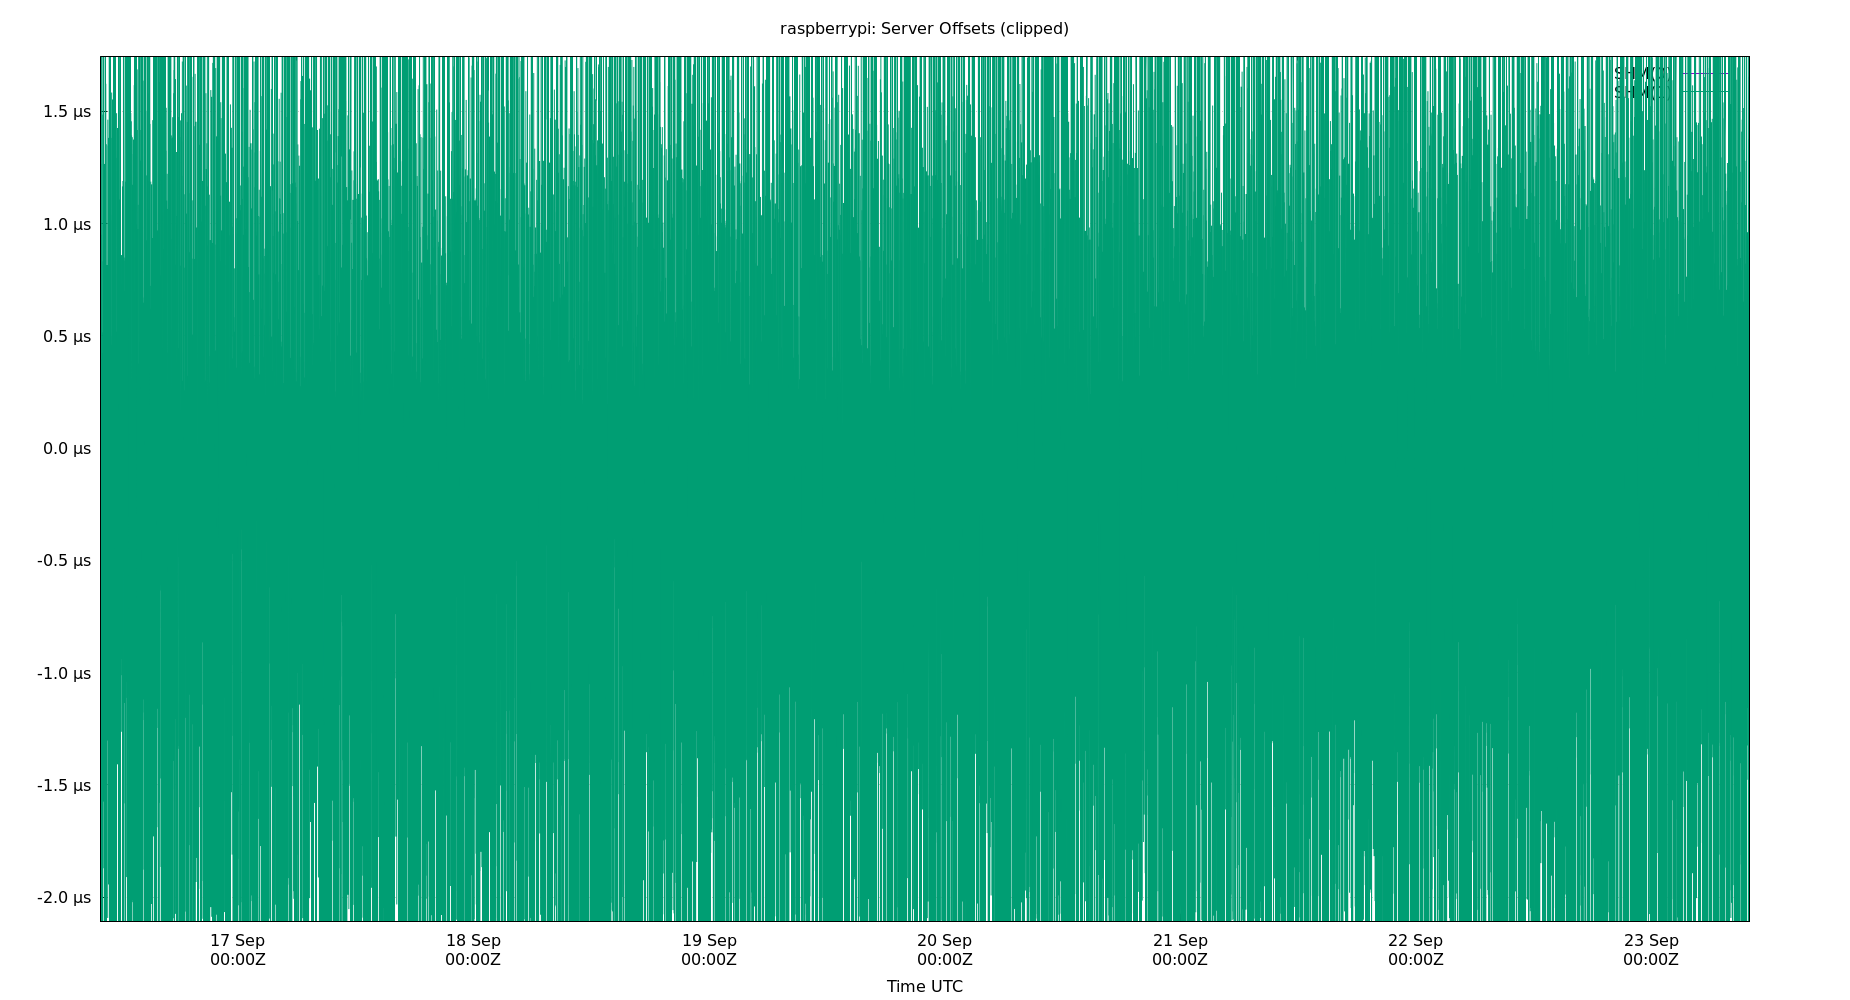 raspberrypi: Server Offsets (clipped)
1.5 µs
1.0 µs
0.5 µs
0.0 µs
-0.5 µs
-1.0 µs
-1.5 µs
-2.0 µs
17 Sep 18 Sep 19 Sep 20 Sep 21 Sep 22 Sep 23 Sep
00:00Z 00:00Z 00:00Z 00:00Z 00:00Z 00:00Z 00:00Z
Time UTC